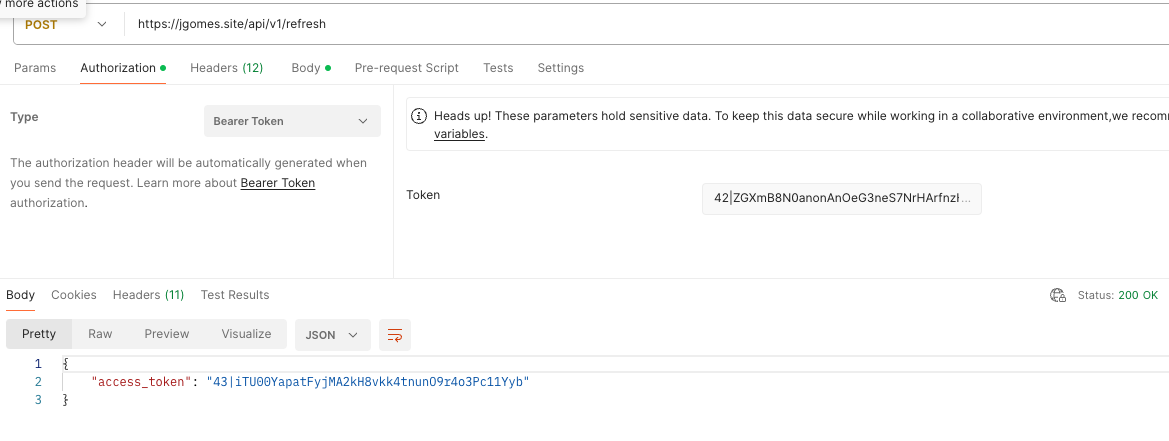 more actions
POST
https://jgomes.site/api/v1/refresh
Params Authorization Headers (12) Body Pre-request Script Tests Settings
Type
Bearer Token
Heads up! These parameters hold sensitive data. To keep this data secure while working in a collaborative environment,we recom
variables.
The authorization header will be automatically generated when
you send the request. Learn more about Bearer Token
authorization.
Token
42|ZGXmB8N0anonAnOeG3neS7NrHArfnzH...
Body Cookies Headers (11) Test Results
Status: 200 OK
Pretty Raw Preview Visualize JSON
1 {
2 "access_token": "43|iTU00YapatFyjMA2kH8vkk4tnunO9r4o3Pc11Yyb"
3 }